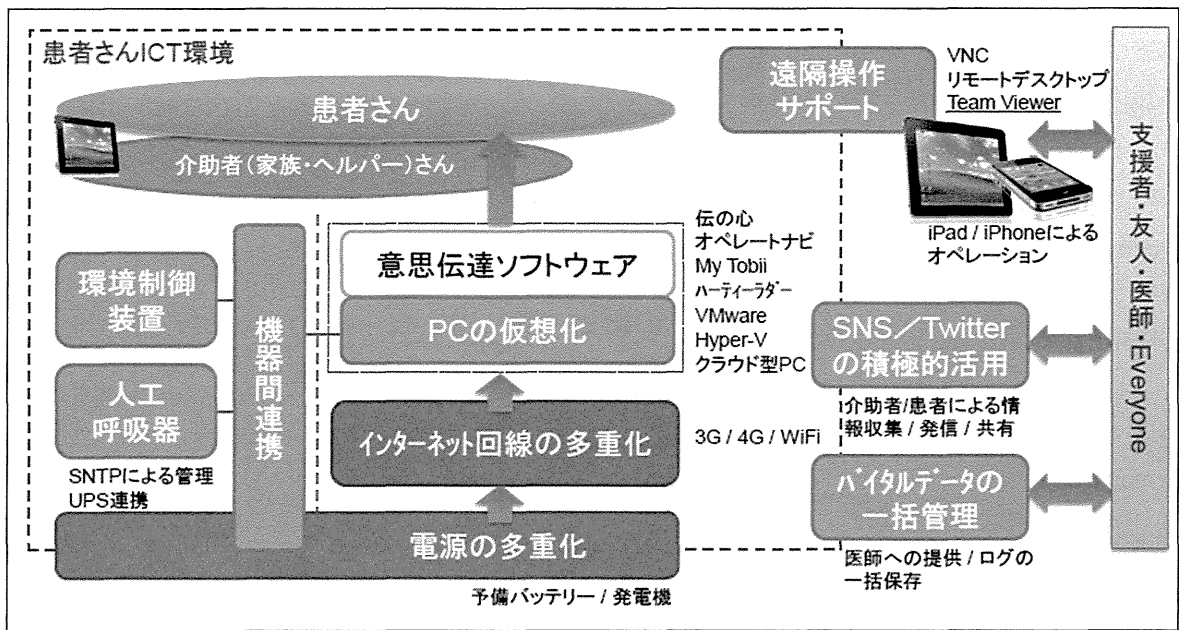 患者さんICT環境
患者さん
介助者(家族・ヘルパー)さん
遠隔操作
サポート
VNC
リモートデスクトップ
Team Viewer
iPad / iPhoneによる
オペレーション
支援者・友人・医師・Everyone
環境制御
装置
人工
呼吸器
SNTPによる管理
UPS連携
機器間連携
意思伝達ソフトウェア
PCの仮想化
伝の心
オペレートナビ
My Tobii
ハーティーラダー
VMware
Hyper-V
クラウド型PC
インターネット回線の多重化
3G / 4G / WiFi
電源の多重化
予備バッテリー / 発電機
SNS／Twitter
の積極的活用
介助者/患者による情
報収集 / 発信 / 共有
バイタルデータの
一括管理
医師への提供 / ログの
一括保存